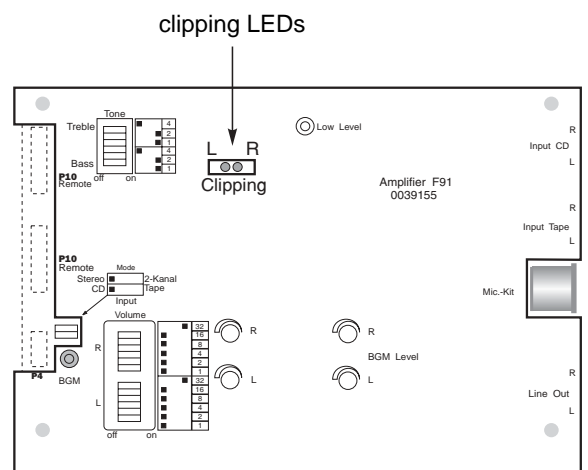 clipping LEDs
Tone
Treble
Bass
off on
4
2
1
4
2
1
P10
Remote
L R
Clipping
Low Level
Amplifier F91
0039155
R
Input CD
L
R
Input Tape
L
P10
Remote
Mode
Stereo 2-Kanal
CD Tape
Input
Mic.-Kit
Volume
R
L
off on
32
16
8
4
2
1
32
16
8
4
2
1
R
L
R
BGM Level
L
P4
BGM
R
Line Out
L